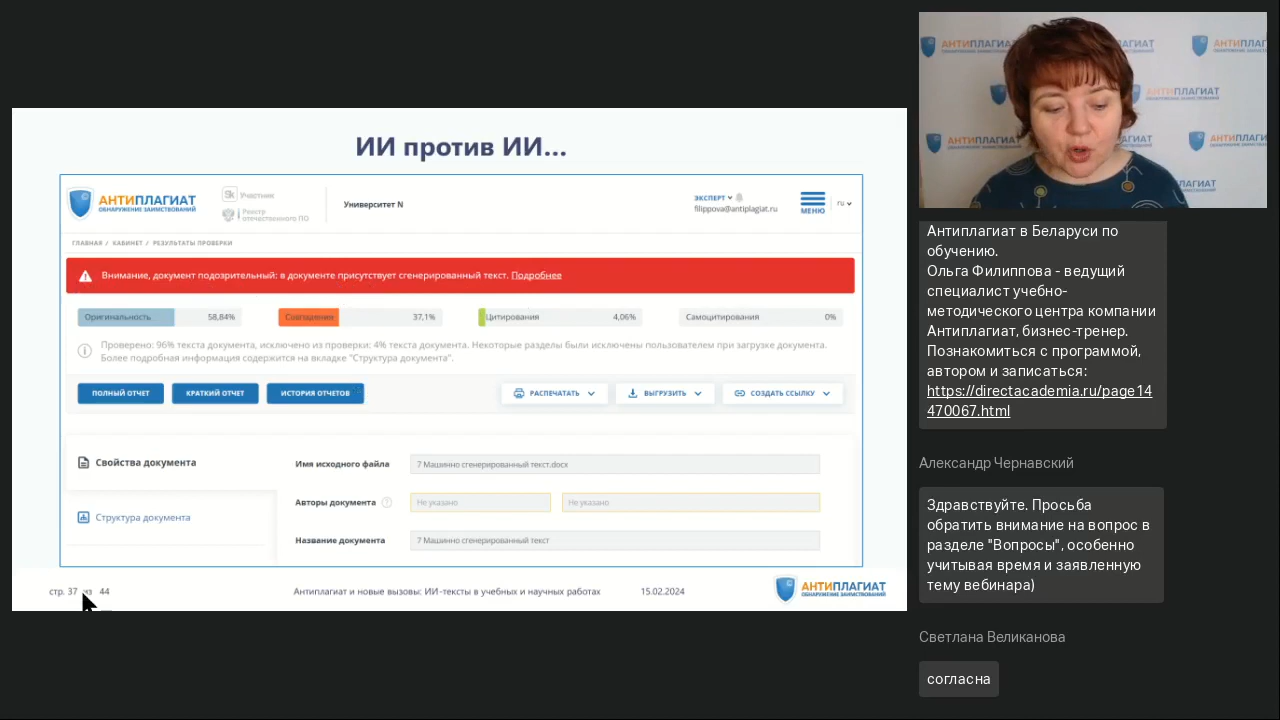 ИИ против ИИ...
АНТИПЛАГИАТ
ОБНАРУЖЕНИЕ ЗАИМСТВОВАНИЙ
Sk Участник
Реестр
отечественного ПО
Университет N
ЭКСПЕРТ
filippova@antiplagiat.ru
МЕНЮ
ru
ГЛАВНАЯ / КАБИНЕТ / РЕЗУЛЬТАТЫ ПРОВЕРКИ
Внимание, документ подозрительный: в документе присутствует сгенерированный текст. Подробнее
Оригинальность 58,84%
Совпадения 37,1%
Цитирования 4,06%
Самоцитирования 0%
Проверено: 96% текста документа, исключено из проверки: 4% текста документа. Некоторые разделы были исключены пользователем при загрузке документа.
Более подробная информация содержится на вкладке "Структура документа".
ПОЛНЫЙ ОТЧЕТ
КРАТКИЙ ОТЧЕТ
ИСТОРИЯ ОТЧЕТОВ
РАСПЕЧАТАТЬ
ВЫГРУЗИТЬ
СОЗДАТЬ ССЫЛКУ
Свойства документа
Структура документа
Имя исходного файла 7 Машинно сгенерированный текст.docx
Авторы документа ? Не указано Не указано
Название документа 7 Машинно сгенерированный текст
стр. 37 из 44
Антиплагиат и новые вызовы: ИИ-тексты в учебных и научных работах
15.02.2024
АНТИПЛАГИАТ
ОБНАРУЖЕНИЕ ЗАИМСТВОВАНИЙ
АНТИПЛАГИАТ
Антиплагиат в Беларуси по
обучению.
Ольга Филиппова - ведущий
специалист учебно-
методического центра компании
Антиплагиат, бизнес-тренер.
Познакомиться с программой,
автором и записаться:
https://directacademia.ru/page14
470067.html
Александр Чернавский
Здравствуйте. Просьба
обратить внимание на вопрос в
разделе "Вопросы", особенно
учитывая время и заявленную
тему вебинара)
Светлана Великанова
согласна